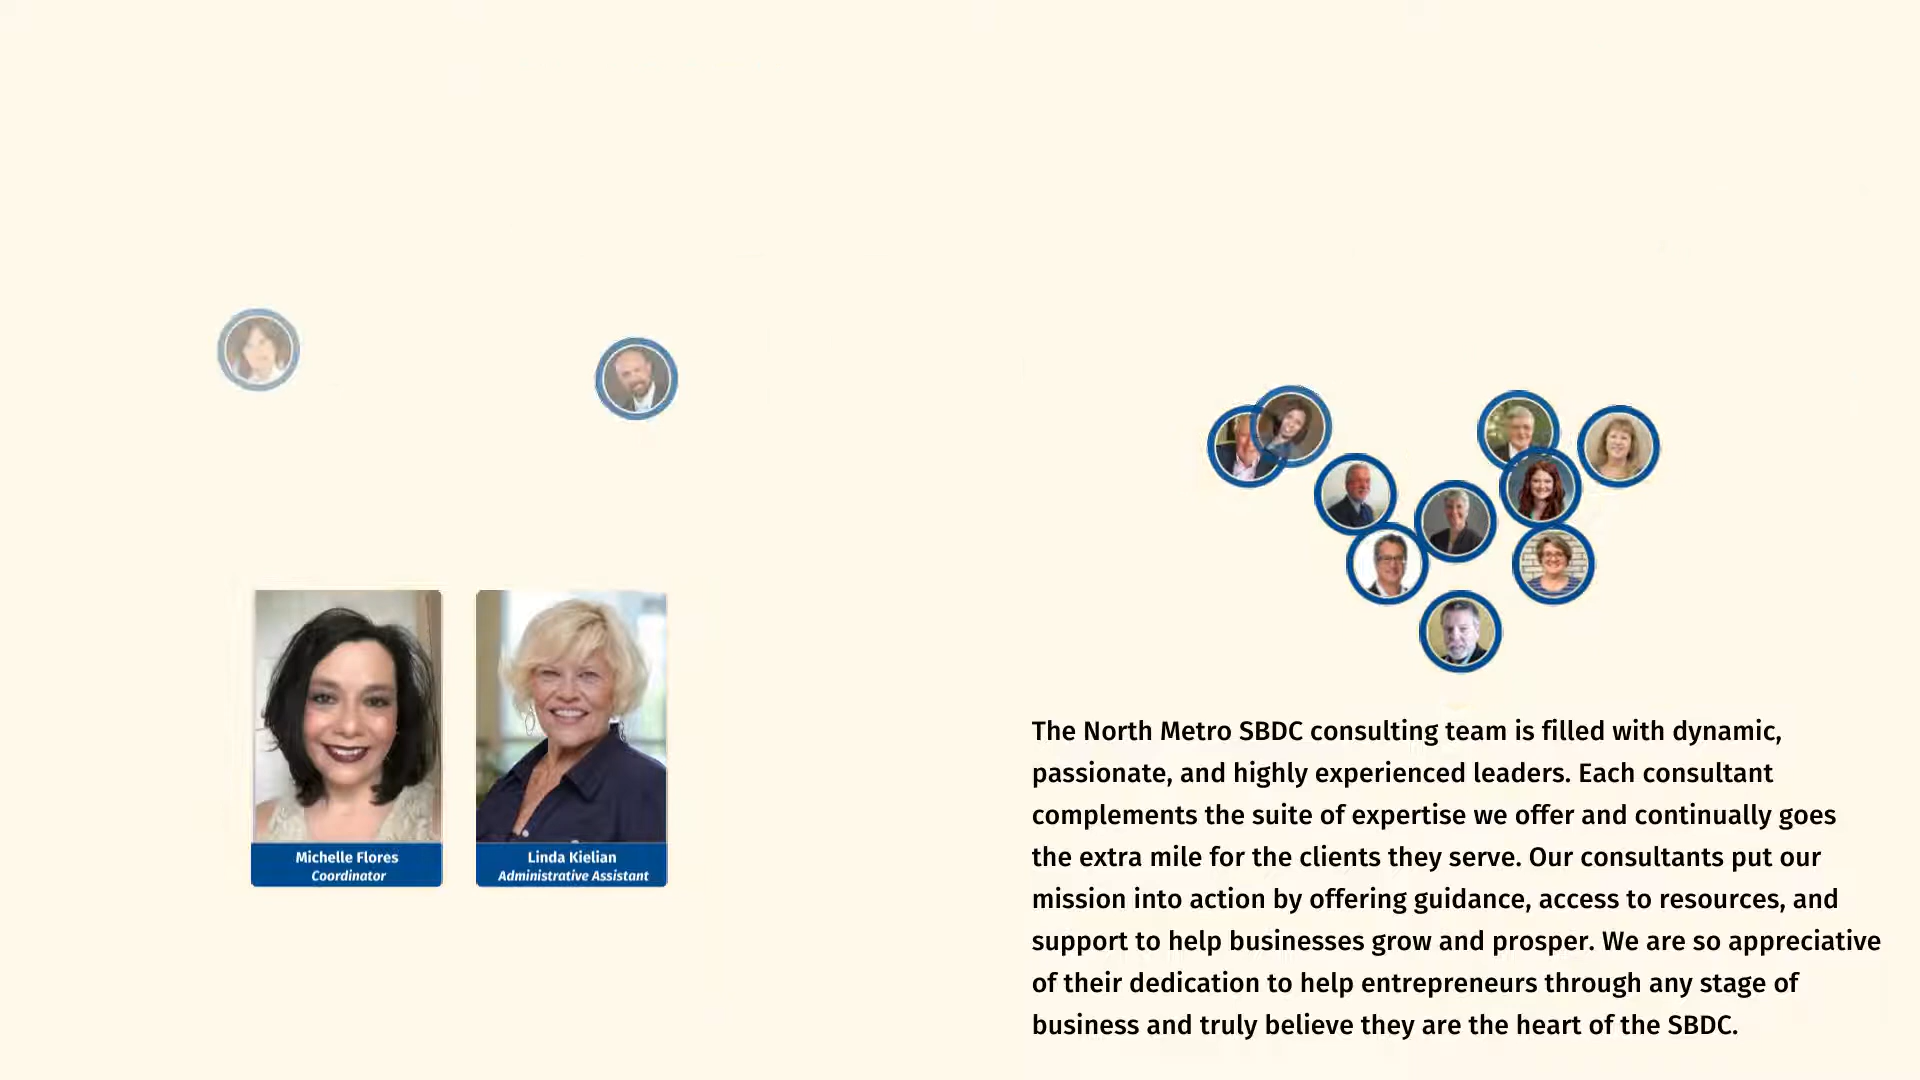 Michelle Flores
Coordinator
Linda Kielian
Administrative Assistant
The North Metro SBDC consulting team is filled with dynamic,
passionate, and highly experienced leaders. Each consultant
complements the suite of expertise we offer and continually goes
the extra mile for the clients they serve. Our consultants put our
mission into action by offering guidance, access to resources, and
support to help businesses grow and prosper. We are so appreciative
of their dedication to help entrepreneurs through any stage of
business and truly believe they are the heart of the SBDC.